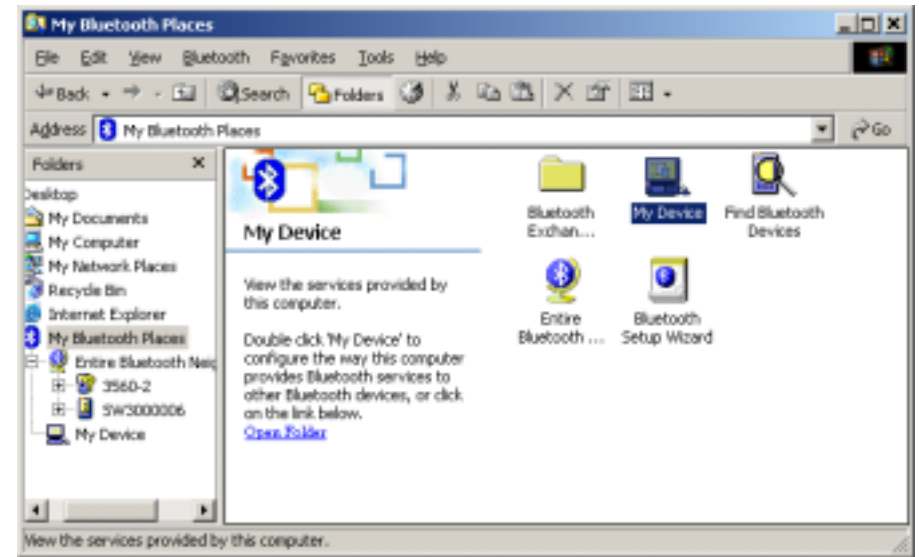 My Bluetooth Places
File Edit View Bluetooth Favorites Tools Help
Back Search Folders
Address My Bluetooth Places Go
Folders
Desktop
My Documents
My Computer
My Network Places
Recycle Bin
Internet Explorer
My Bluetooth Places
Entire Bluetooth Neig
3560-2
SW3000006
My Device
My Device
View the services provided by
this computer.
Double click 'My Device' to
configure the way this computer
provides Bluetooth services to
other Bluetooth devices, or click
on the link below.
Open Folder
Bluetooth
Exchan...
My Device
Find Bluetooth
Devices
Entire
Bluetooth ...
Bluetooth
Setup Wizard
View the services provided by this computer.